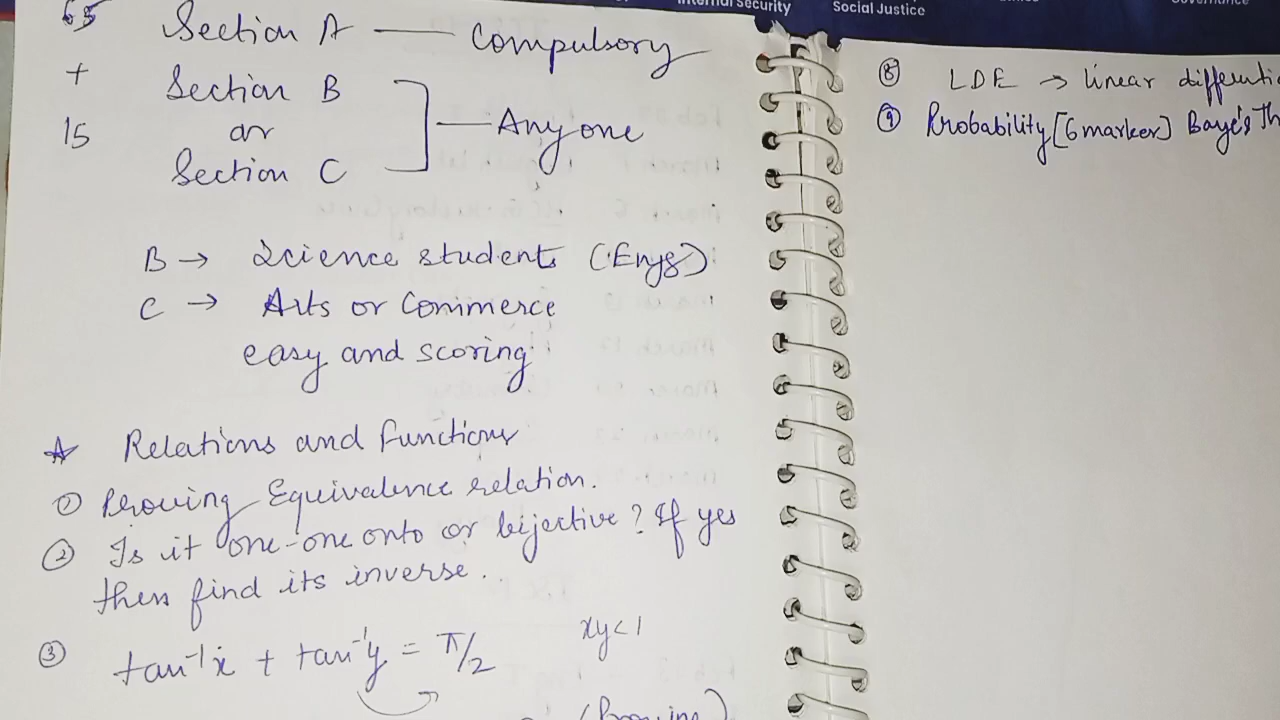 Internal Security
Social Justice
65 Section A — Compulsory
+ Section B
or — Any one
15
Section C
B → Science students (Engg)
C → Arts or Commerce
easy and scoring
☆ Relations and functions
① Proving Equivalence relation.
② Is it one-one onto or bijective? If yes
then find its inverse.
③ tan⁻¹x + tan⁻¹y = π/2 xy<1
(Proving)
⑧ LDE → linear differentia
⑨ Probability [6 marker] Baye's Th